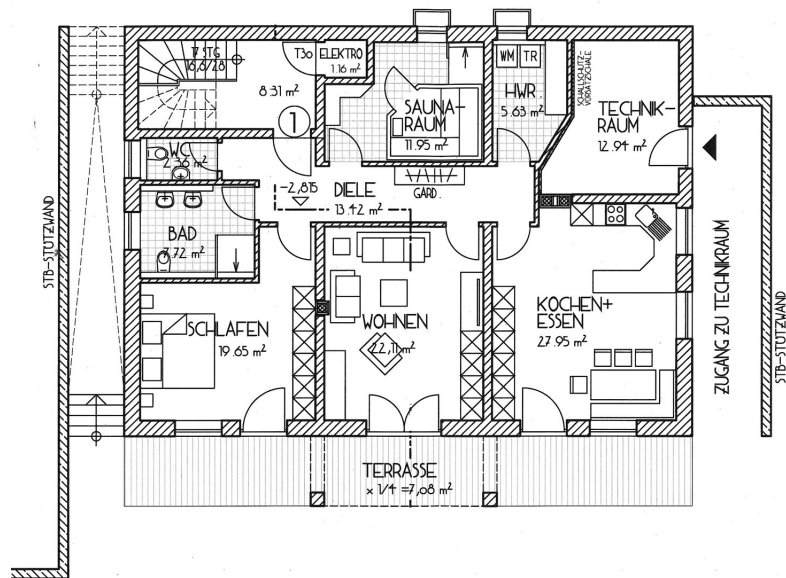 17 STG
16,8/28
T30
ELEKTRO
1.16 m²
8.31 m²
1
SAUNA-
RAUM
11.95 m²
WM
TR
HWR.
5.63 m²
SCHALLSCHUTZ-
VORSATZSCHALE
TECHNIK-
RAUM
12.94 m²
WC
2.36 m²
-2,815
DIELE
13.42 m²
GARD.
BAD
7.72 m²
STB-STÜTZWAND
SCHLAFEN
19.65 m²
WOHNEN
22,11 m²
KOCHEN+
ESSEN
27.95 m²
ZUGANG ZU TECHNIKRAUM
STB-STÜTZWAND
TERRASSE
x 1/4 =7,08 m²